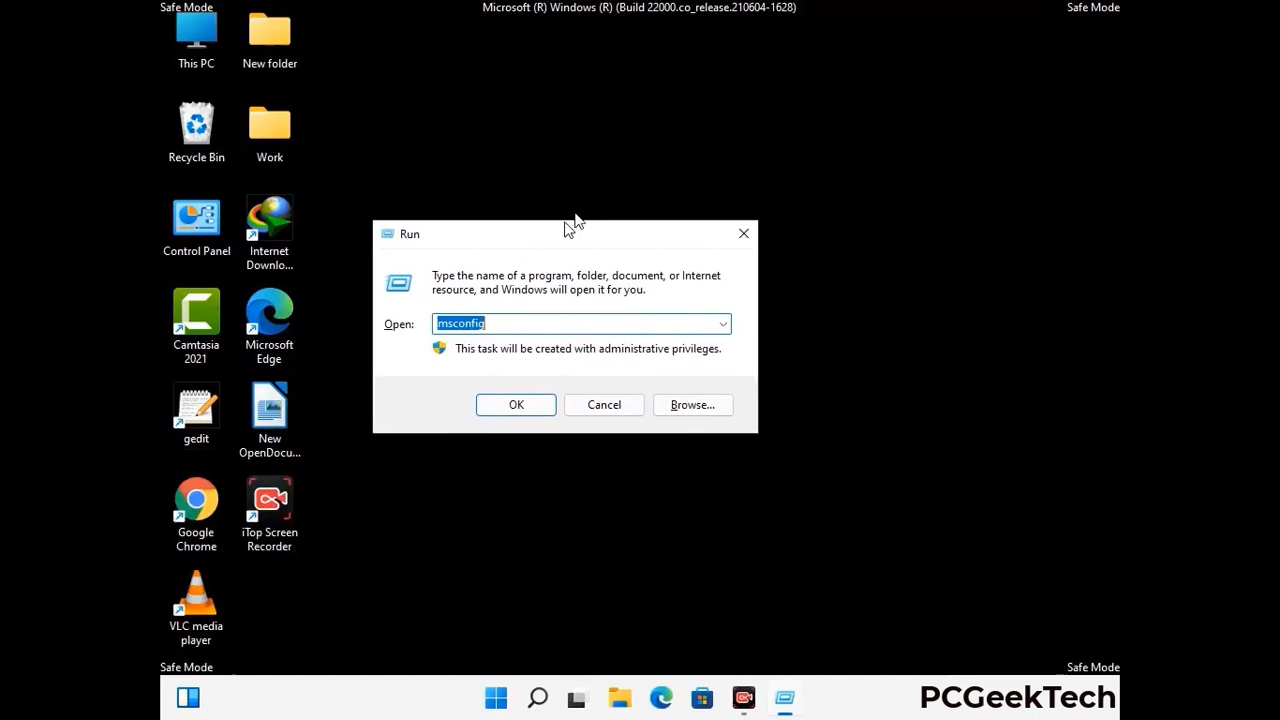 Safe Mode
Microsoft (R) Windows (R) (Build 22000.co_release.210604-1628)
Safe Mode
This PC
New folder
Recycle Bin
Work
Control Panel
Internet
Downlo...
Camtasia
2021
Microsoft
Edge
gedit
New
OpenDocu...
Google
Chrome
iTop Screen
Recorder
VLC media
player
Run
Type the name of a program, folder, document, or Internet
resource, and Windows will open it for you.
Open:
msconfig
This task will be created with administrative privileges.
OK
Cancel
Browse...
Safe Mode
Safe Mode
PCGeekTech